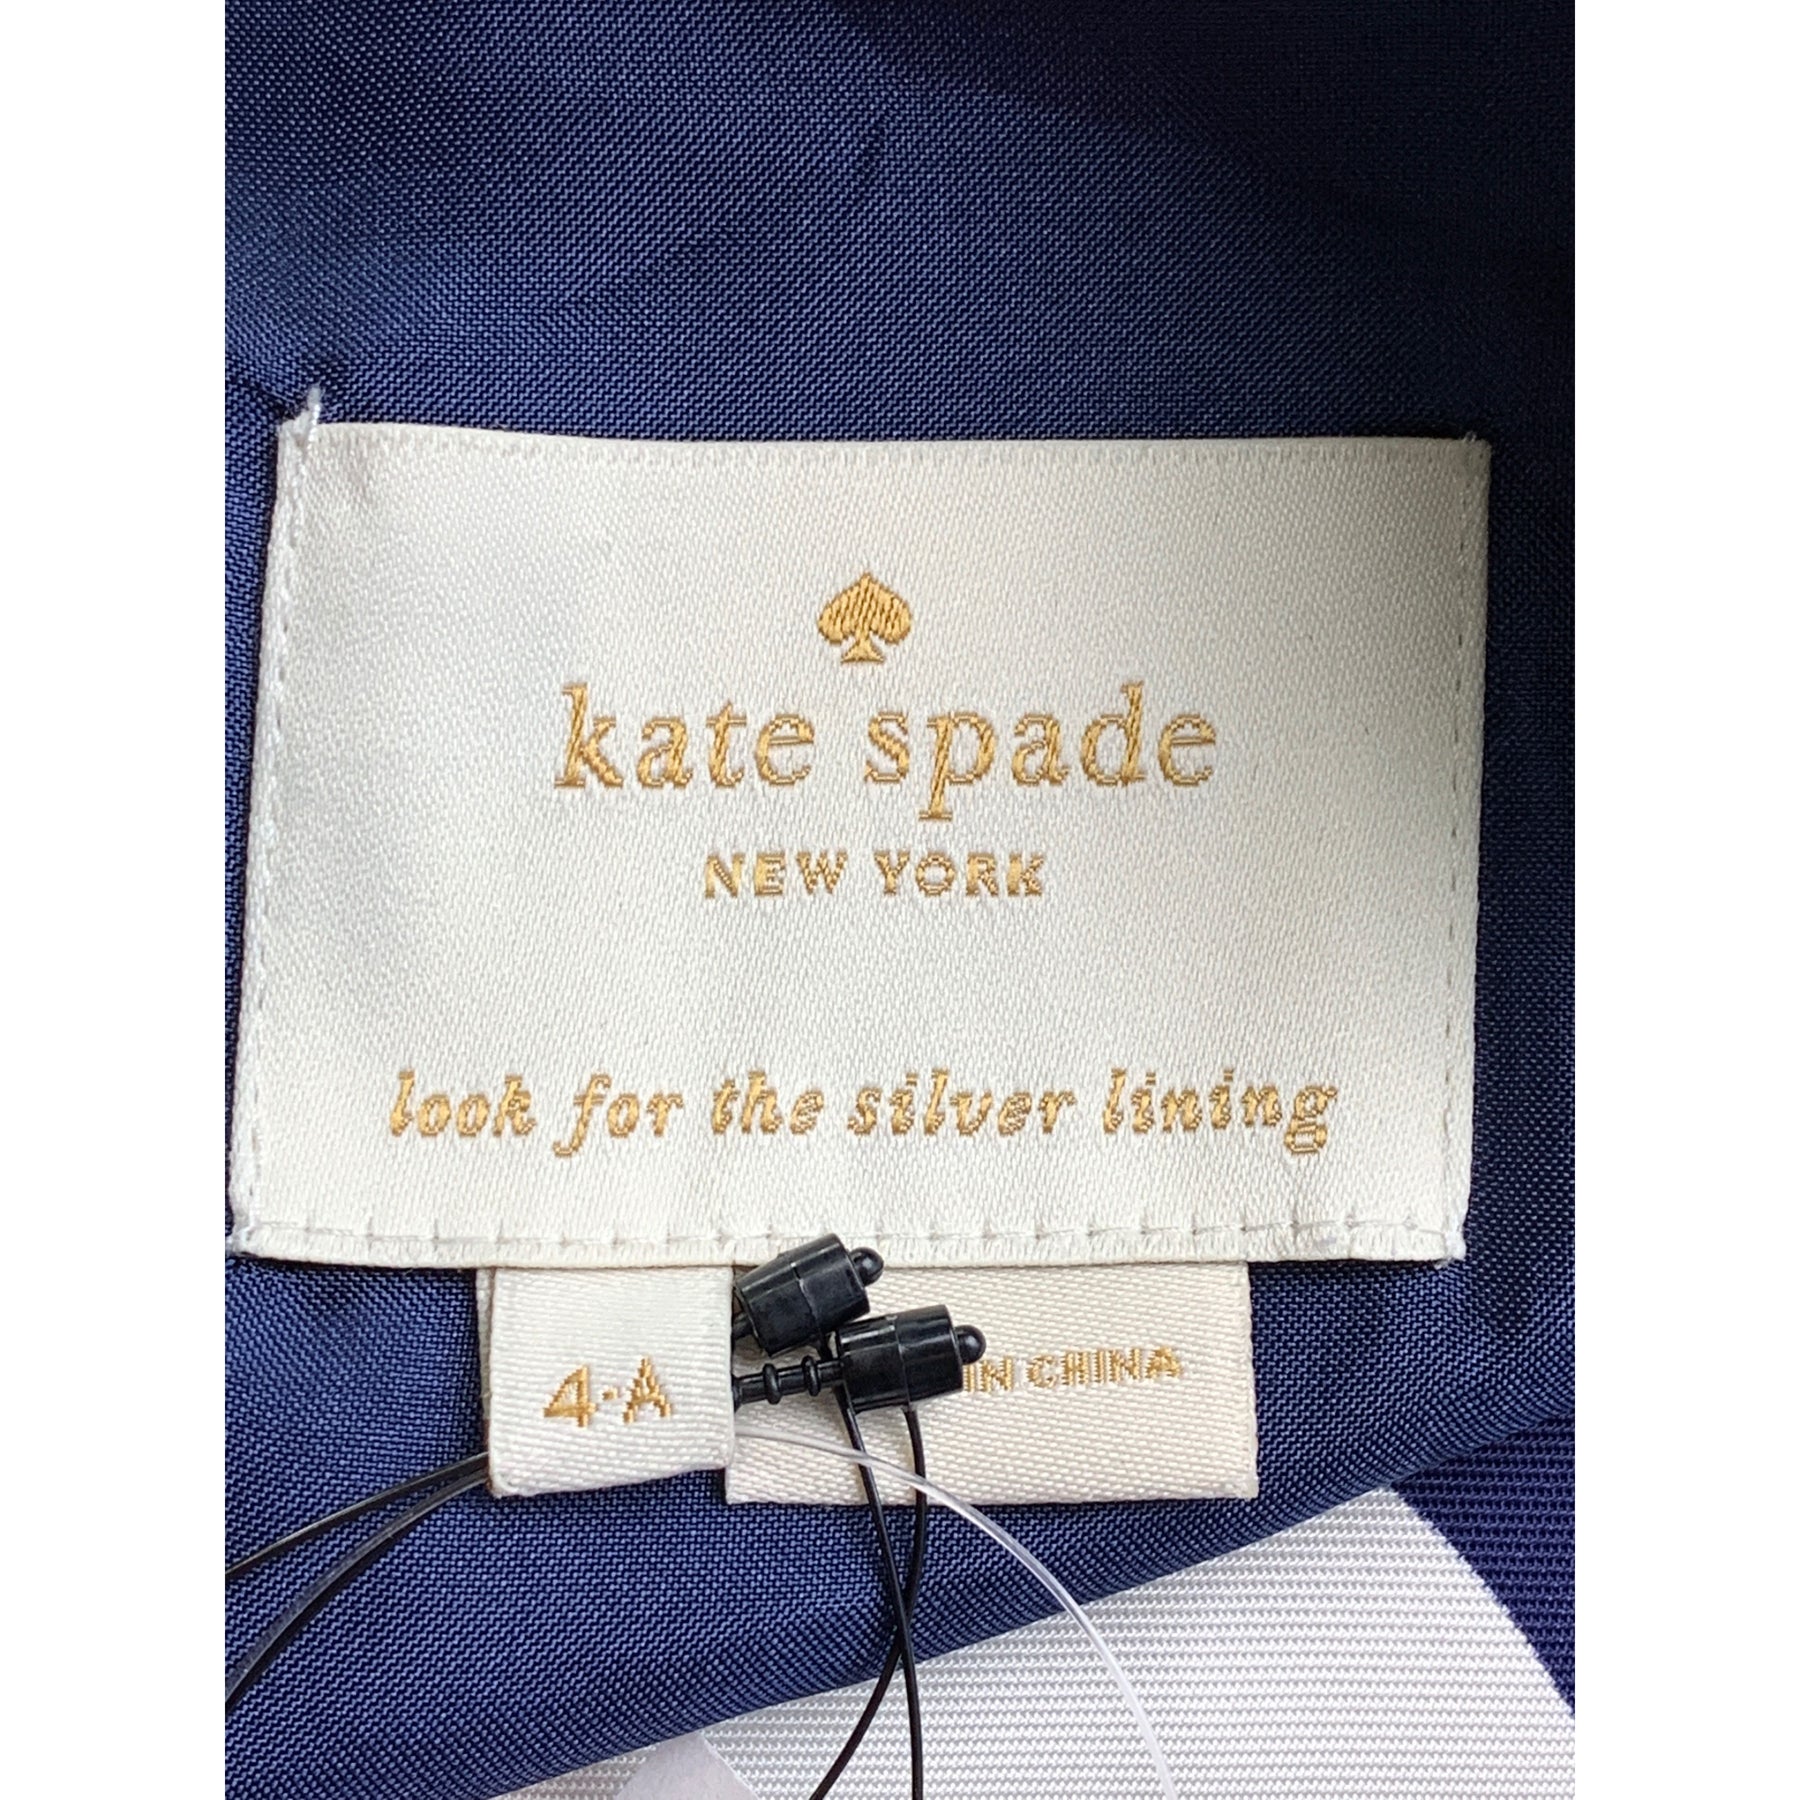 kate spade
NEW YORK
look for the silver lining
4-A
IN CHINA